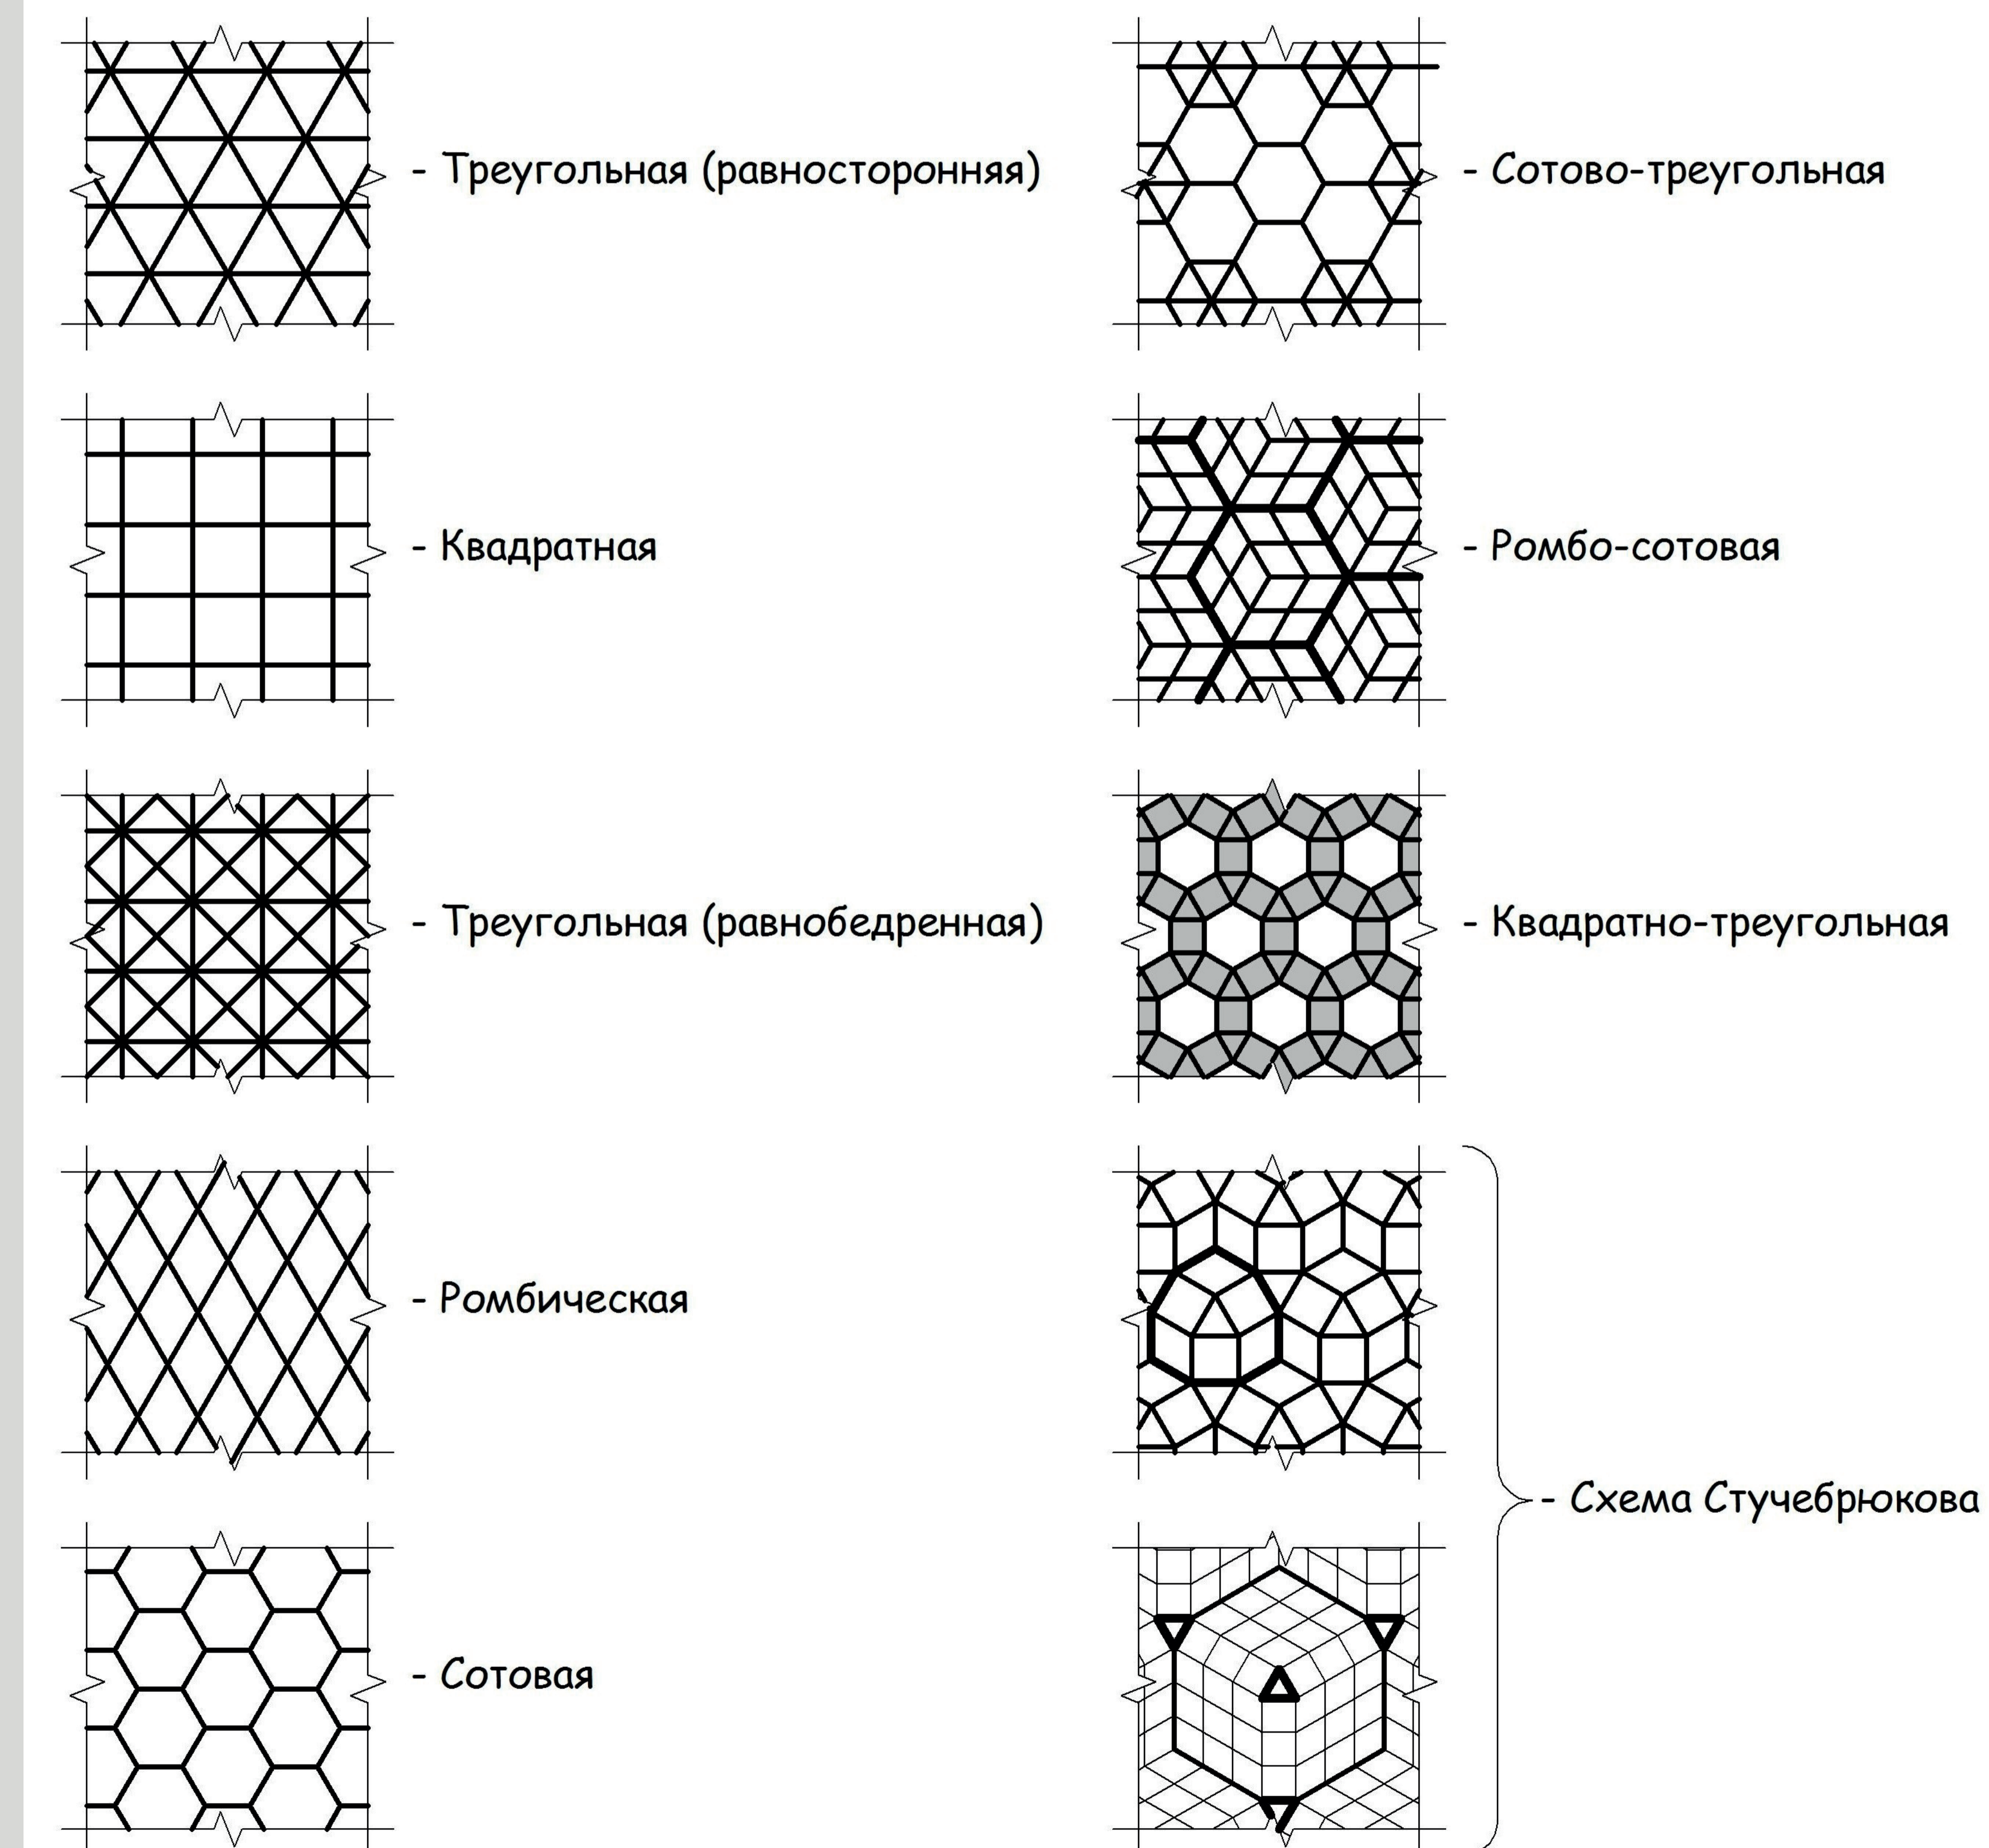 - Треугольная (равносторонняя)
- Квадратная
- Треугольная (равнобедренная)
- Ромбическая
- Сотовая
- Сотово-треугольная
- Ромбо-сотовая
- Квадратно-треугольная
- Схема Стучебрюкова